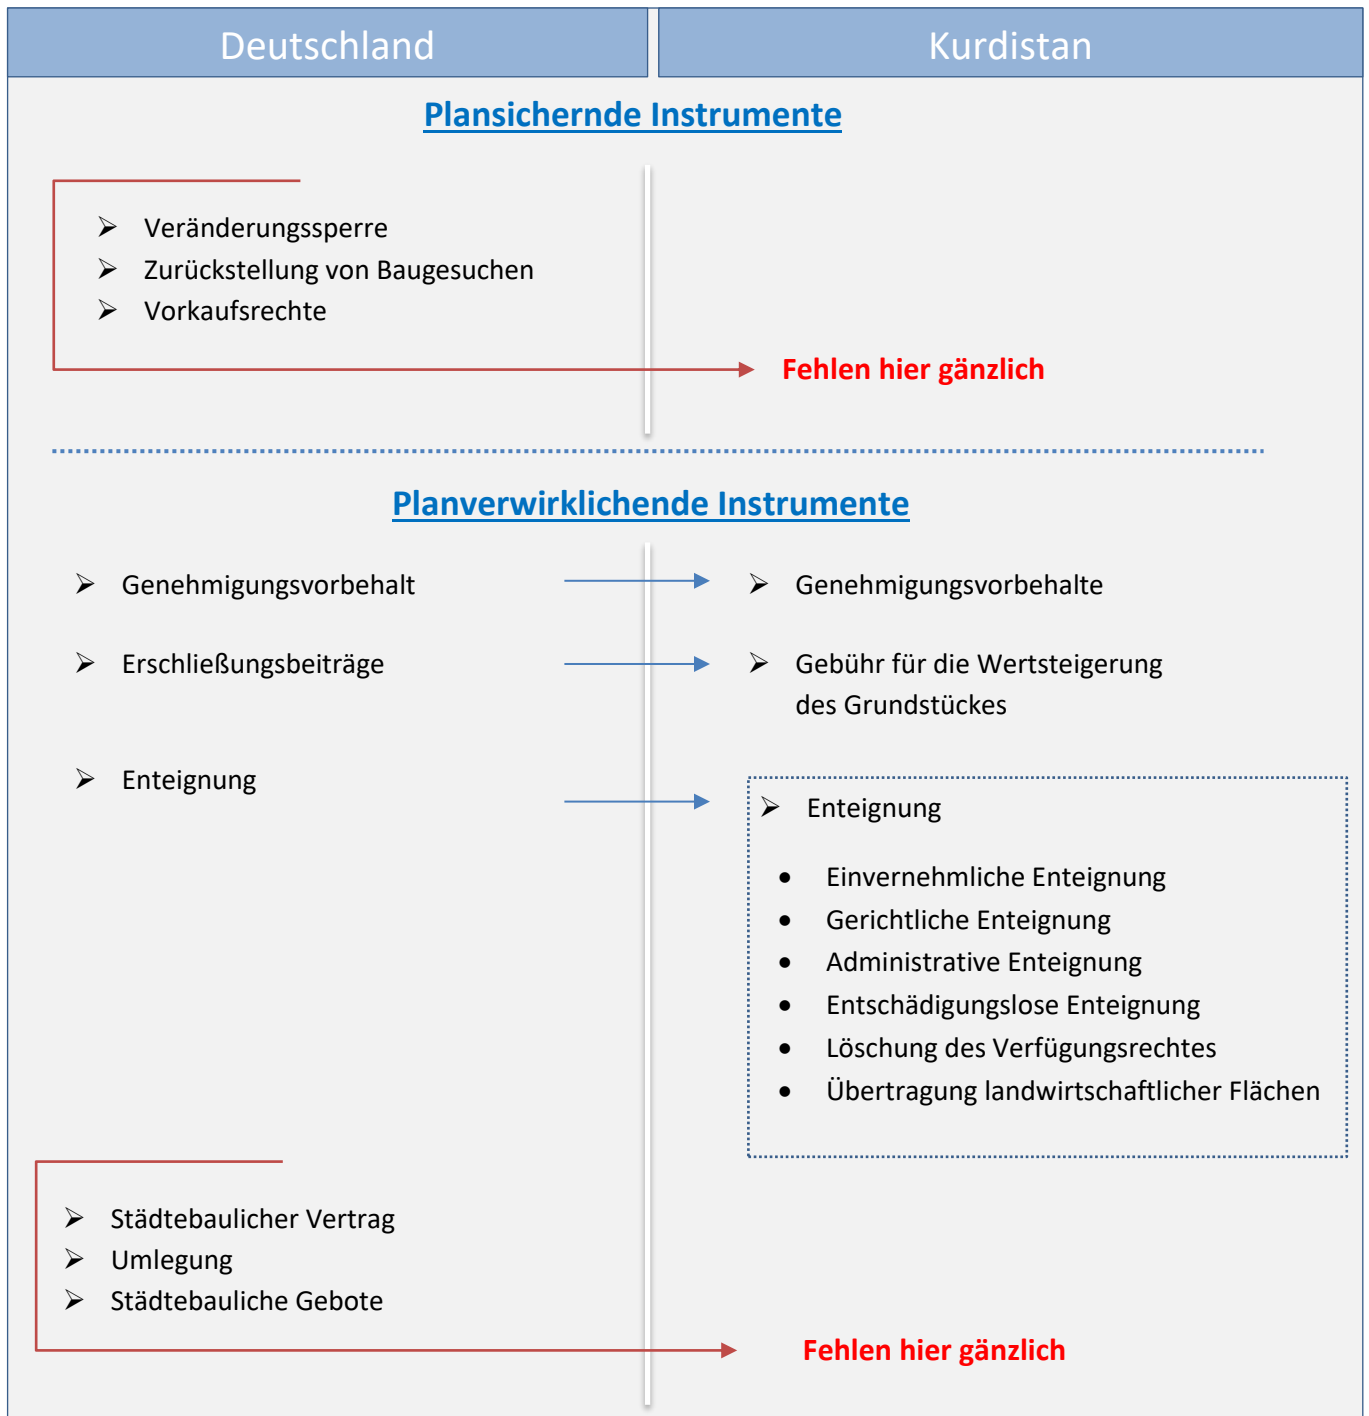 Deutschland
Kurdistan
Plansichernde Instrumente
➢ Veränderungssperre
➢ Zurückstellung von Baugesuchen
➢ Vorkaufsrechte
Fehlen hier gänzlich
Planverwirklichende Instrumente
➢ Genehmigungsvorbehalt
➢ Genehmigungsvorbehalte
➢ Erschließungsbeiträge
➢ Gebühr für die Wertsteigerung
des Grundstückes
➢ Enteignung
➢ Enteignung
• Einvernehmliche Enteignung
• Gerichtliche Enteignung
• Administrative Enteignung
• Entschädigungslose Enteignung
• Löschung des Verfügungsrechtes
• Übertragung landwirtschaftlicher Flächen
➢ Städtebaulicher Vertrag
➢ Umlegung
➢ Städtebauliche Gebote
Fehlen hier gänzlich